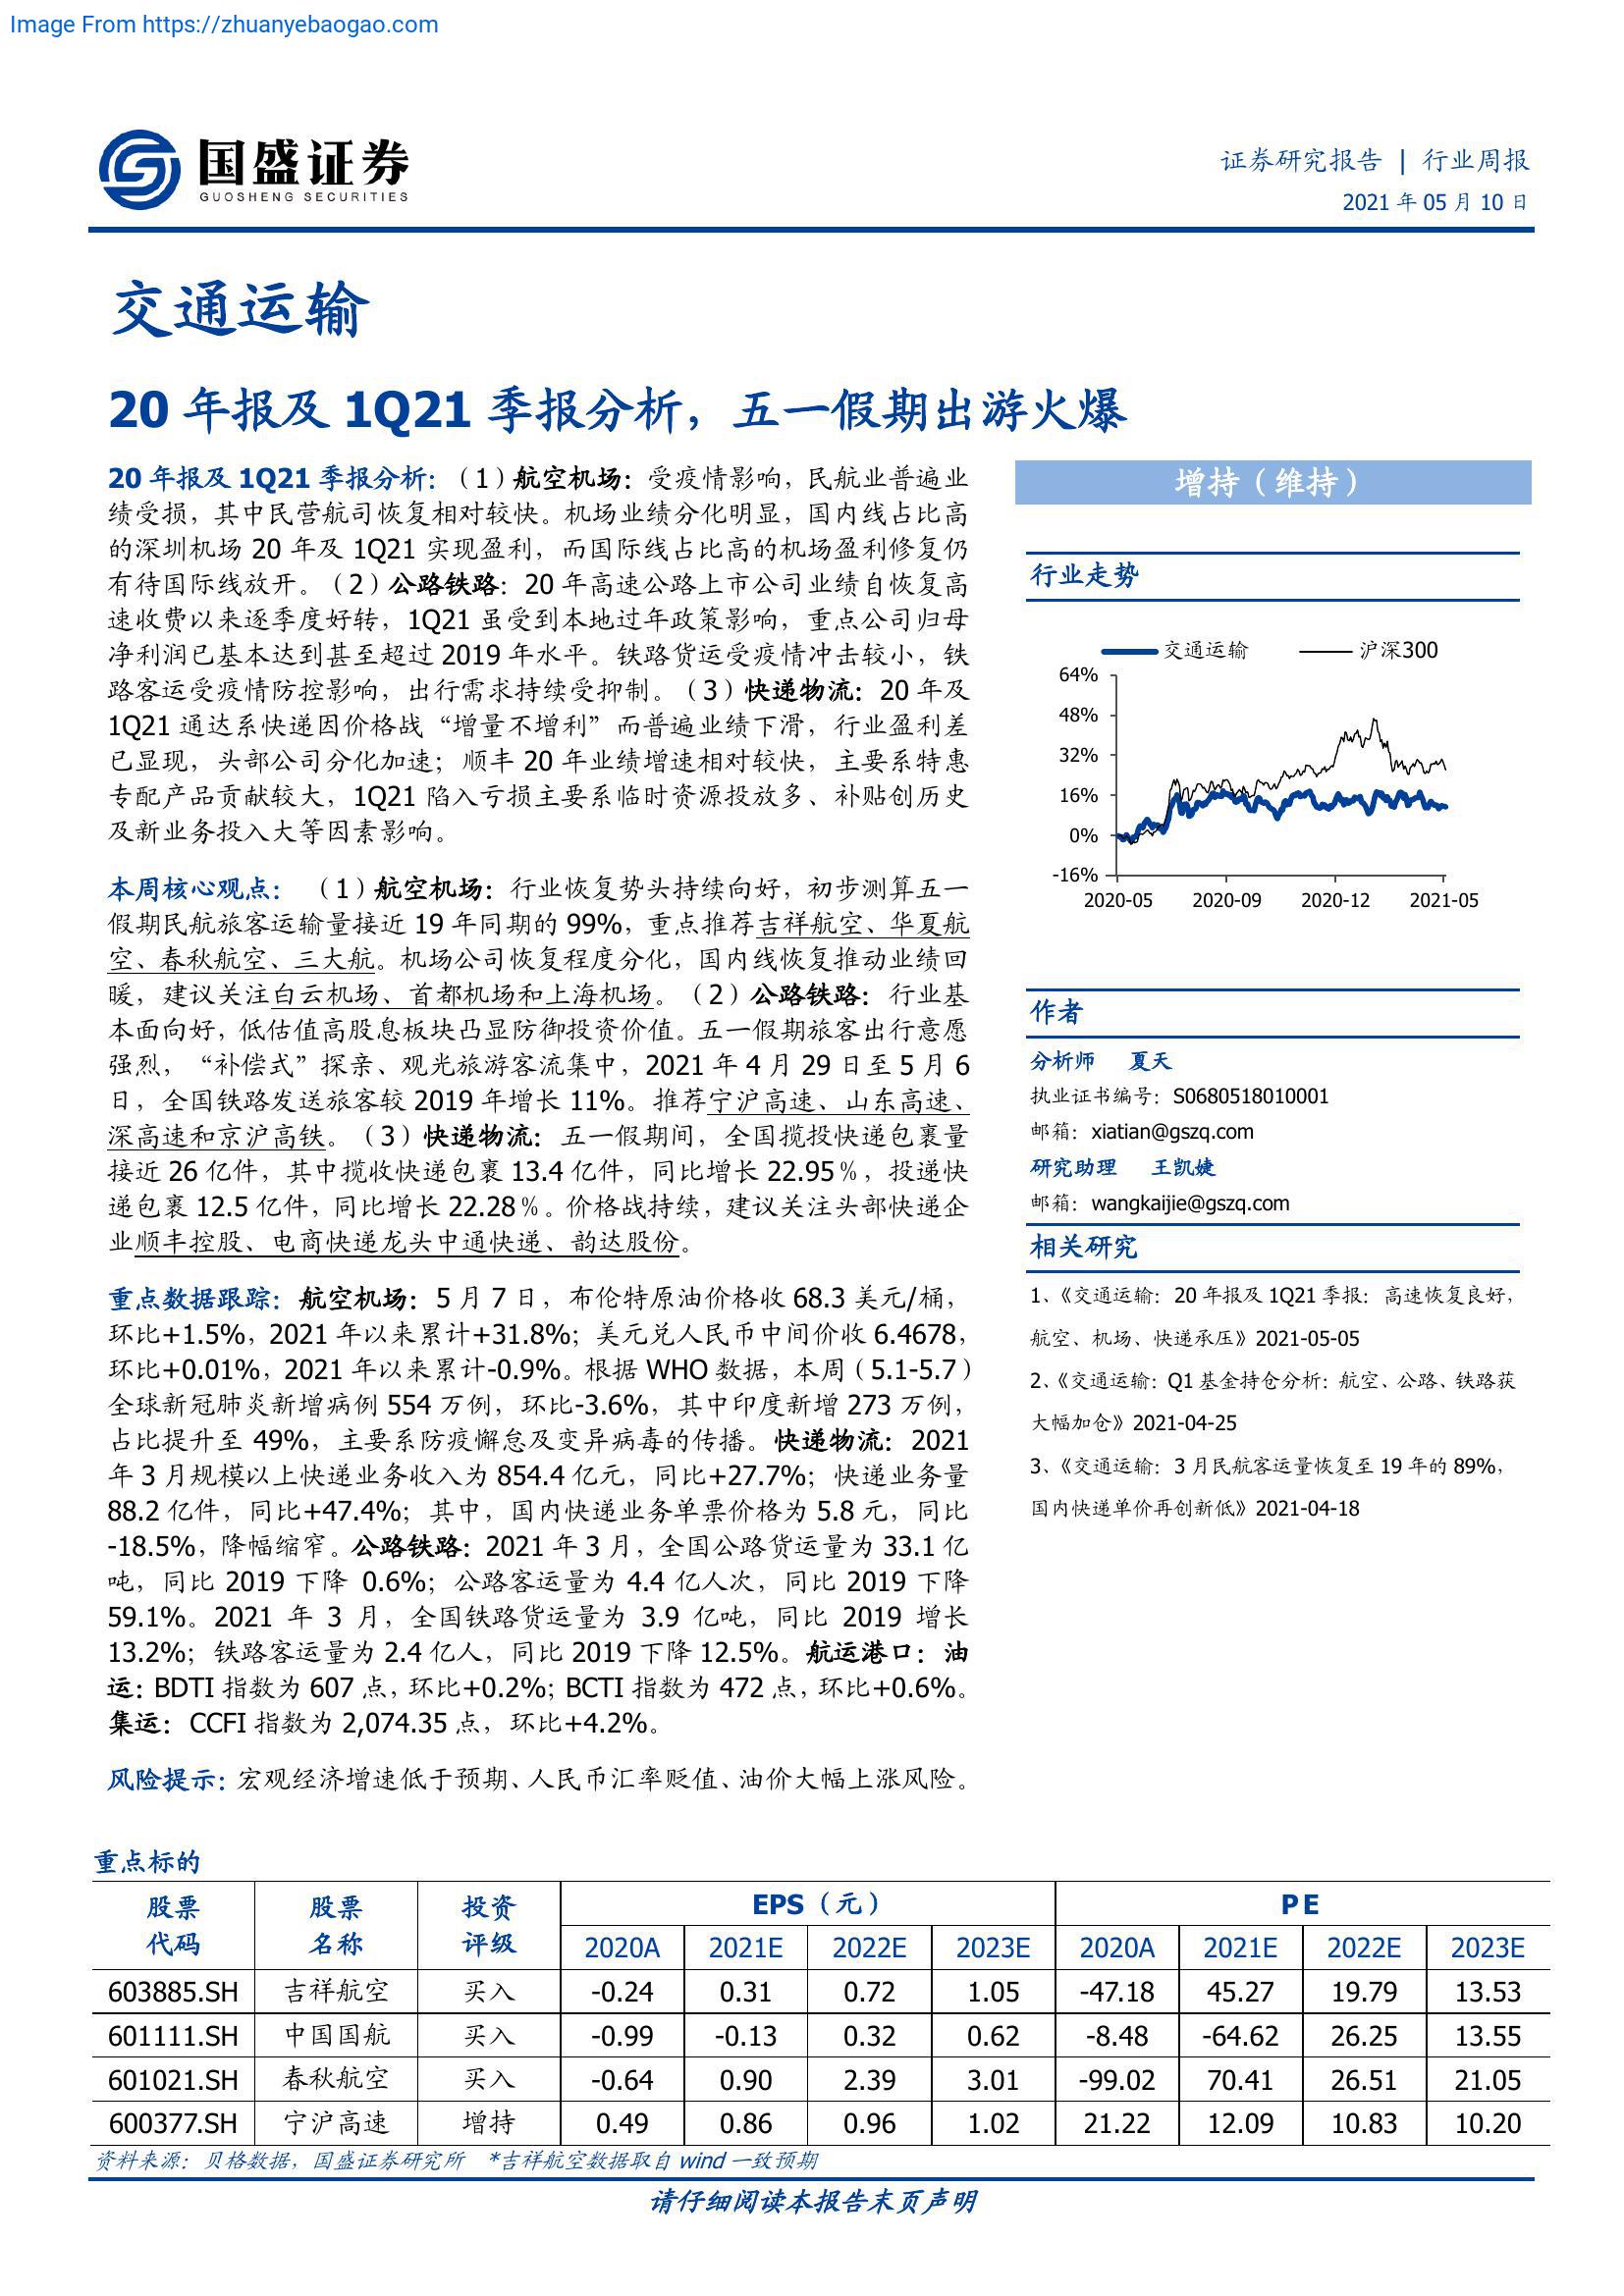 Image From https://zhuanyebaogao.com
国盛证券
GUOSHENG SECURITIES
证券研究报告 | 行业周报
2021 年 05 月 10 日
交通运输
20 年报及 1Q21 季报分析，五一假期出游火爆
20 年报及 1Q21 季报分析：（1）航空机场：受疫情影响，民航业普遍业
绩受损，其中民营航司恢复相对较快。机场业绩分化明显，国内线占比高
的深圳机场 20 年及 1Q21 实现盈利，而国际线占比高的机场盈利修复仍
有待国际线放开。（2）公路铁路：20 年高速公路上市公司业绩自恢复高
速收费以来逐季度好转，1Q21 虽受到本地过年政策影响，重点公司归母
净利润已基本达到甚至超过 2019 年水平。铁路货运受疫情冲击较小，铁
路客运受疫情防控影响，出行需求持续受抑制。（3）快递物流：20 年及
1Q21 通达系快递因价格战“增量不增利”而普遍业绩下滑，行业盈利差
已显现，头部公司分化加速；顺丰 20 年业绩增速相对较快，主要系特惠
专配产品贡献较大，1Q21 陷入亏损主要系临时资源投放多、补贴创历史
及新业务投入大等因素影响。
本周核心观点：（1）航空机场：行业恢复势头持续向好，初步测算五一
假期民航旅客运输量接近 19 年同期的 99%，重点推荐吉祥航空、华夏航
空、春秋航空、三大航。机场公司恢复程度分化，国内线恢复推动业绩回
暖，建议关注白云机场、首都机场和上海机场。（2）公路铁路：行业基
本面向好，低估值高股息板块凸显防御投资价值。五一假期旅客出行意愿
强烈，“补偿式”探亲、观光旅游客流集中，2021 年 4 月 29 日至 5 月 6
日，全国铁路发送旅客较 2019 年增长 11%。推荐宁沪高速、山东高速、
深高速和京沪高铁。（3）快递物流：五一假期间，全国揽投快递包裹量
接近 26 亿件，其中揽收快递包裹 13.4 亿件，同比增长 22.95%，投递快
递包裹 12.5 亿件，同比增长 22.28%。价格战持续，建议关注头部快递企
业顺丰控股、电商快递龙头中通快递、韵达股份。
重点数据跟踪：航空机场：5 月 7 日，布伦特原油价格收 68.3 美元/桶，
环比+1.5%，2021 年以来累计+31.8%；美元兑人民币中间价收 6.4678，
环比+0.01%，2021 年以来累计-0.9%。根据 WHO 数据，本周（5.1-5.7）
全球新冠肺炎新增病例 554 万例，环比-3.6%，其中印度新增 273 万例，
占比提升至 49%，主要系防疫懈怠及变异病毒的传播。快递物流：2021
年 3 月规模以上快递业务收入为 854.4 亿元，同比+27.7%；快递业务量
88.2 亿件，同比+47.4%；其中，国内快递业务单票价格为 5.8 元，同比
-18.5%，降幅缩窄。公路铁路：2021 年 3 月，全国公路货运量为 33.1 亿
吨，同比 2019 下降 0.6%；公路客运量为 4.4 亿人次，同比 2019 下降
59.1%。2021 年 3 月，全国铁路货运量为 3.9 亿吨，同比 2019 增长
13.2%；铁路客运量为 2.4 亿人，同比 2019 下降 12.5%。航运港口：油
运：BDTI 指数为 607 点，环比+0.2%；BCTI 指数为 472 点，环比+0.6%。
集运：CCFI 指数为 2,074.35 点，环比+4.2%。
风险提示：宏观经济增速低于预期、人民币汇率贬值、油价大幅上涨风险。
增持（维持）
行业走势
交通运输 沪深300
64%
48%
32%
16%
0%
-16%
2020-05 2020-09 2020-12 2021-05
作者
分析师 夏天
执业证书编号：S0680518010001
邮箱：xiatian@gszq.com
研究助理 王凯婕
邮箱：wangkaijie@gszq.com
相关研究
1、《交通运输：20 年报及 1Q21 季报：高速恢复良好，
航空、机场、快递承压》2021-05-05
2、《交通运输：Q1 基金持仓分析：航空、公路、铁路获
大幅加仓》2021-04-25
3、《交通运输：3 月民航客运量恢复至 19 年的 89%，
国内快递单价再创新低》2021-04-18
重点标的
股票代码 股票名称 投资评级 EPS（元） PE
2020A 2021E 2022E 2023E 2020A 2021E 2022E 2023E
603885.SH 吉祥航空 买入 -0.24 0.31 0.72 1.05 -47.18 45.27 19.79 13.53
601111.SH 中国国航 买入 -0.99 -0.13 0.32 0.62 -8.48 -64.62 26.25 13.55
601021.SH 春秋航空 买入 -0.64 0.90 2.39 3.01 -99.02 70.41 26.51 21.05
600377.SH 宁沪高速 增持 0.49 0.86 0.96 1.02 21.22 12.09 10.83 10.20
资料来源：贝格数据，国盛证券研究所 *吉祥航空数据取自 wind 一致预期
请仔细阅读本报告末页声明